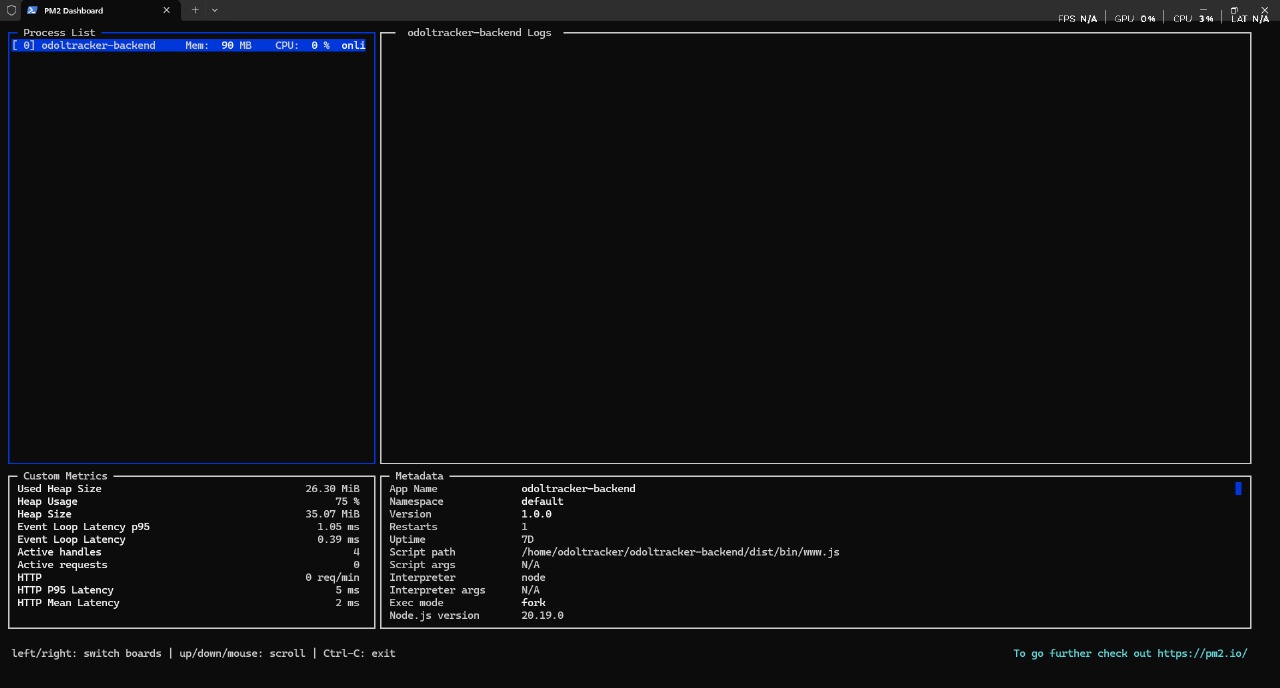 PM2 Dashboard
FPS N/A | GPU 0% | CPU 3% | LAT N/A
Process List
[ 0] odoltracker-backend Mem: 90 MB CPU: 0 % onli
odoltracker-backend Logs
Custom Metrics
Used Heap Size 26.30 MiB
Heap Usage 75 %
Heap Size 35.07 MiB
Event Loop Latency p95 1.05 ms
Event Loop Latency 0.39 ms
Active handles 4
Active requests 0
HTTP 0 req/min
HTTP P95 Latency 5 ms
HTTP Mean Latency 2 ms
Metadata
App Name odoltracker-backend
Namespace default
Version 1.0.0
Restarts 1
Uptime 7D
Script path /home/odoltracker/odoltracker-backend/dist/bin/www.js
Script args N/A
Interpreter node
Interpreter args N/A
Exec mode fork
Node.js version 20.19.0
left/right: switch boards | up/down/mouse: scroll | Ctrl-C: exit
To go further check out https://pm2.io/